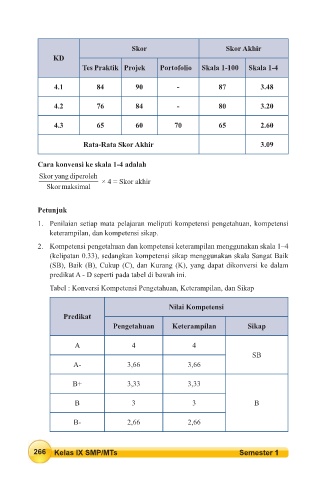 KD Skor Skor Akhir
Tes Praktik Projek Portofolio Skala 1-100 Skala 1-4
4.1 84 90 - 87 3.48
4.2 76 84 - 80 3.20
4.3 65 60 70 65 2.60
Rata-Rata Skor Akhir 3.09
Cara konvensi ke skala 1-4 adalah
Skor yang diperoleh
Skor maksimal
× 4 = Skor akhir
Petunjuk
1. Penilaian setiap mata pelajaran meliputi kompetensi pengetahuan, kompetensi
keterampilan, dan kompetensi sikap.
2. Kompetensi pengetahuan dan kompetensi keterampilan menggunakan skala 1–4
(kelipatan 0.33), sedangkan kompetensi sikap menggunakan skala Sangat Baik
(SB), Baik (B), Cukup (C), dan Kurang (K), yang dapat dikonversi ke dalam
predikat A - D seperti pada tabel di bawah ini.
Tabel : Konversi Kompetensi Pengetahuan, Keterampilan, dan Sikap
Predikat Nilai Kompetensi
Pengetahuan Keterampilan Sikap
A 4 4
SB
A- 3,66 3,66
B+ 3,33 3,33
B 3 3 B
B- 2,66 2,66
266 Kelas IX SMP/MTs Semester 1